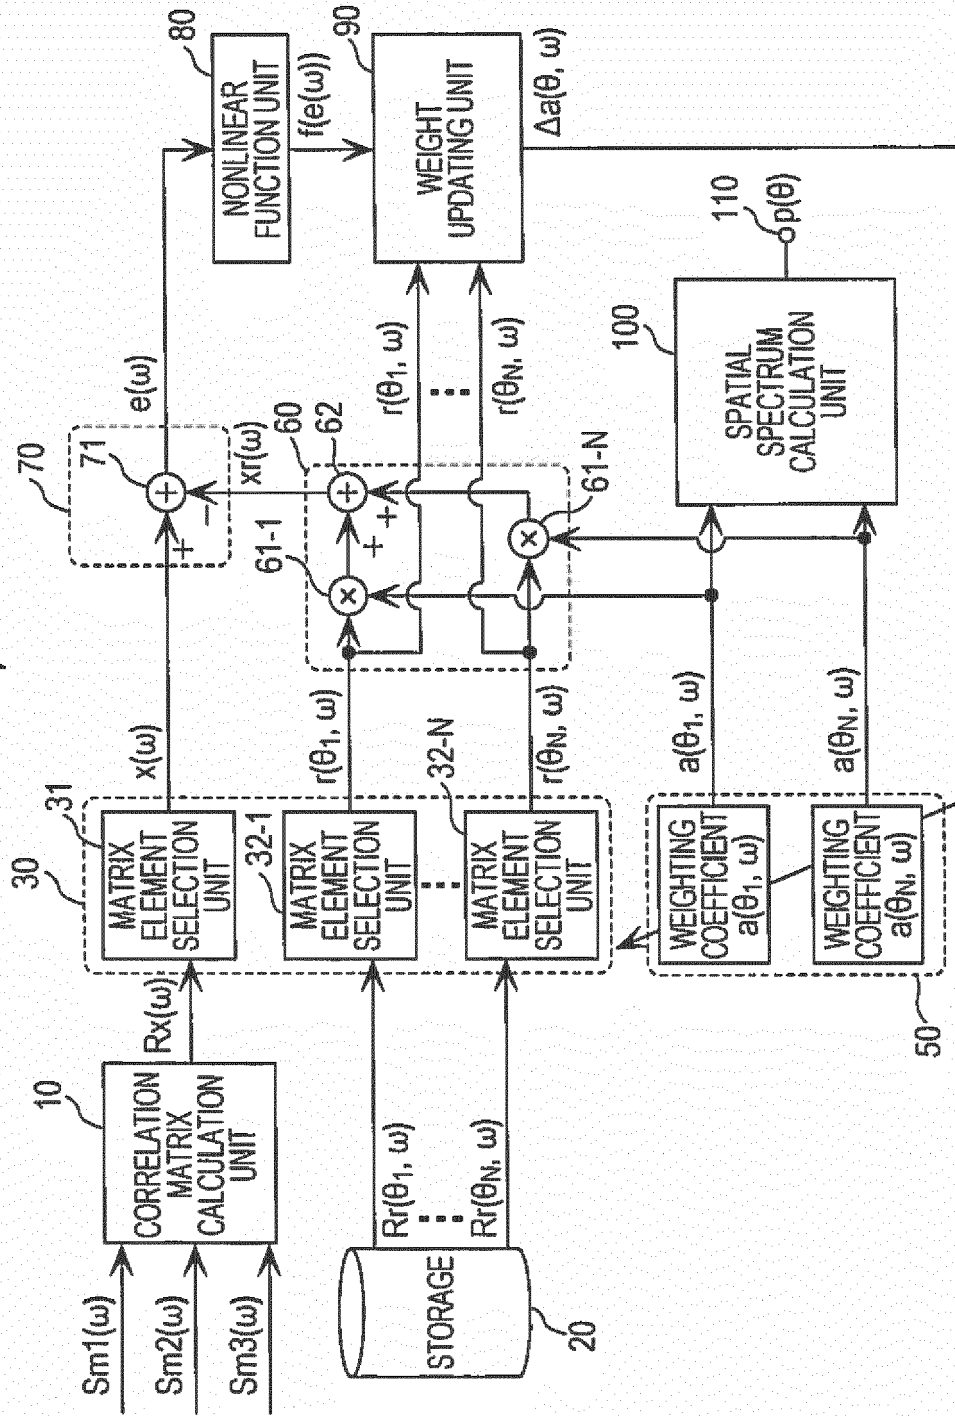 Sm1(ω)
Sm2(ω)
Sm3(ω)
10
CORRELATION
MATRIX
CALCULATION
UNIT
Rx(ω)
STORAGE
20
Rr(θ1, ω)
Rr(θN, ω)
30
31
MATRIX
ELEMENT
SELECTION
UNIT
32-1
MATRIX
ELEMENT
SELECTION
UNIT
32-N
MATRIX
ELEMENT
SELECTION
UNIT
50
WEIGHTING
COEFFICIENT
a(θ1, ω)
WEIGHTING
COEFFICIENT
a(θN, ω)
x(ω)
r(θ1, ω)
r(θN, ω)
a(θ1, ω)
a(θN, ω)
70
71
+
+
−
xr(ω)
60
61-1
×
62
+
+
+
61-N
×
e(ω)
r(θ1, ω)
r(θN, ω)
80
NONLINEAR
FUNCTION UNIT
f(e(ω))
90
WEIGHT
UPDATING UNIT
Δa(θ, ω)
100
SPATIAL
SPECTRUM
CALCULATION
UNIT
110
p(θ)